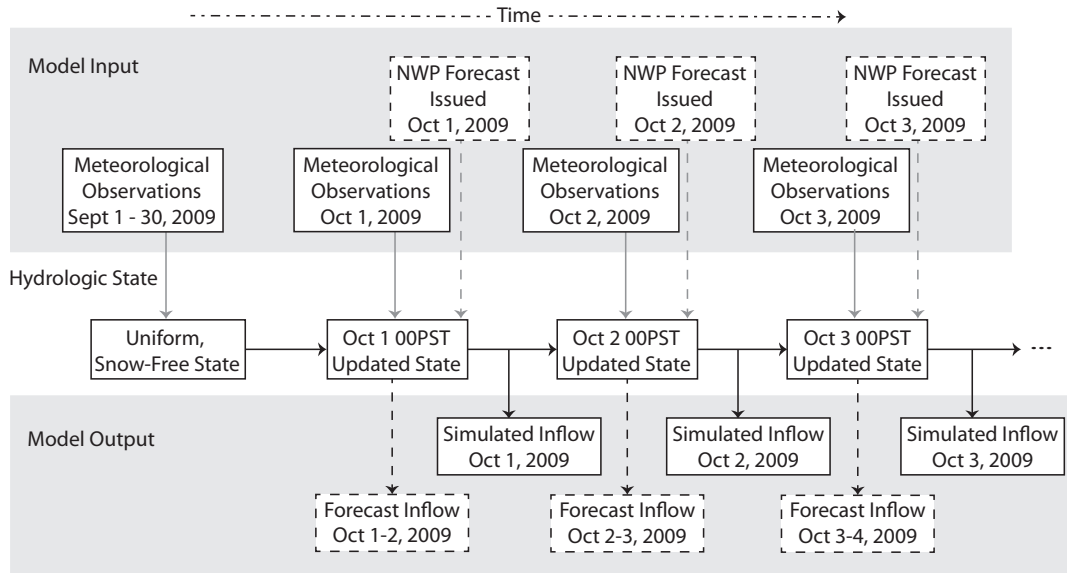 Time
Model Input
NWP Forecast
Issued
Oct 1, 2009
NWP Forecast
Issued
Oct 2, 2009
NWP Forecast
Issued
Oct 3, 2009
Meteorological
Observations
Sept 1 - 30, 2009
Meteorological
Observations
Oct 1, 2009
Meteorological
Observations
Oct 2, 2009
Meteorological
Observations
Oct 3, 2009
Hydrologic State
Uniform,
Snow-Free State
Oct 1 00PST
Updated State
Oct 2 00PST
Updated State
Oct 3 00PST
Updated State
Model Output
Simulated Inflow
Oct 1, 2009
Simulated Inflow
Oct 2, 2009
Simulated Inflow
Oct 3, 2009
Forecast Inflow
Oct 1-2, 2009
Forecast Inflow
Oct 2-3, 2009
Forecast Inflow
Oct 3-4, 2009